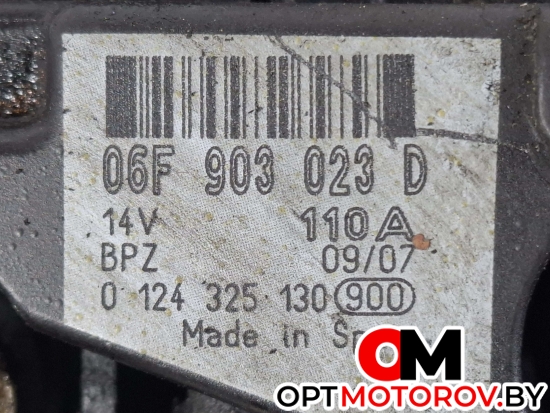 06F 903 023 D
14V 110A
BPZ 09/07
0 124 325 130 900
Made in
OM
OPTMOTOROV.BY